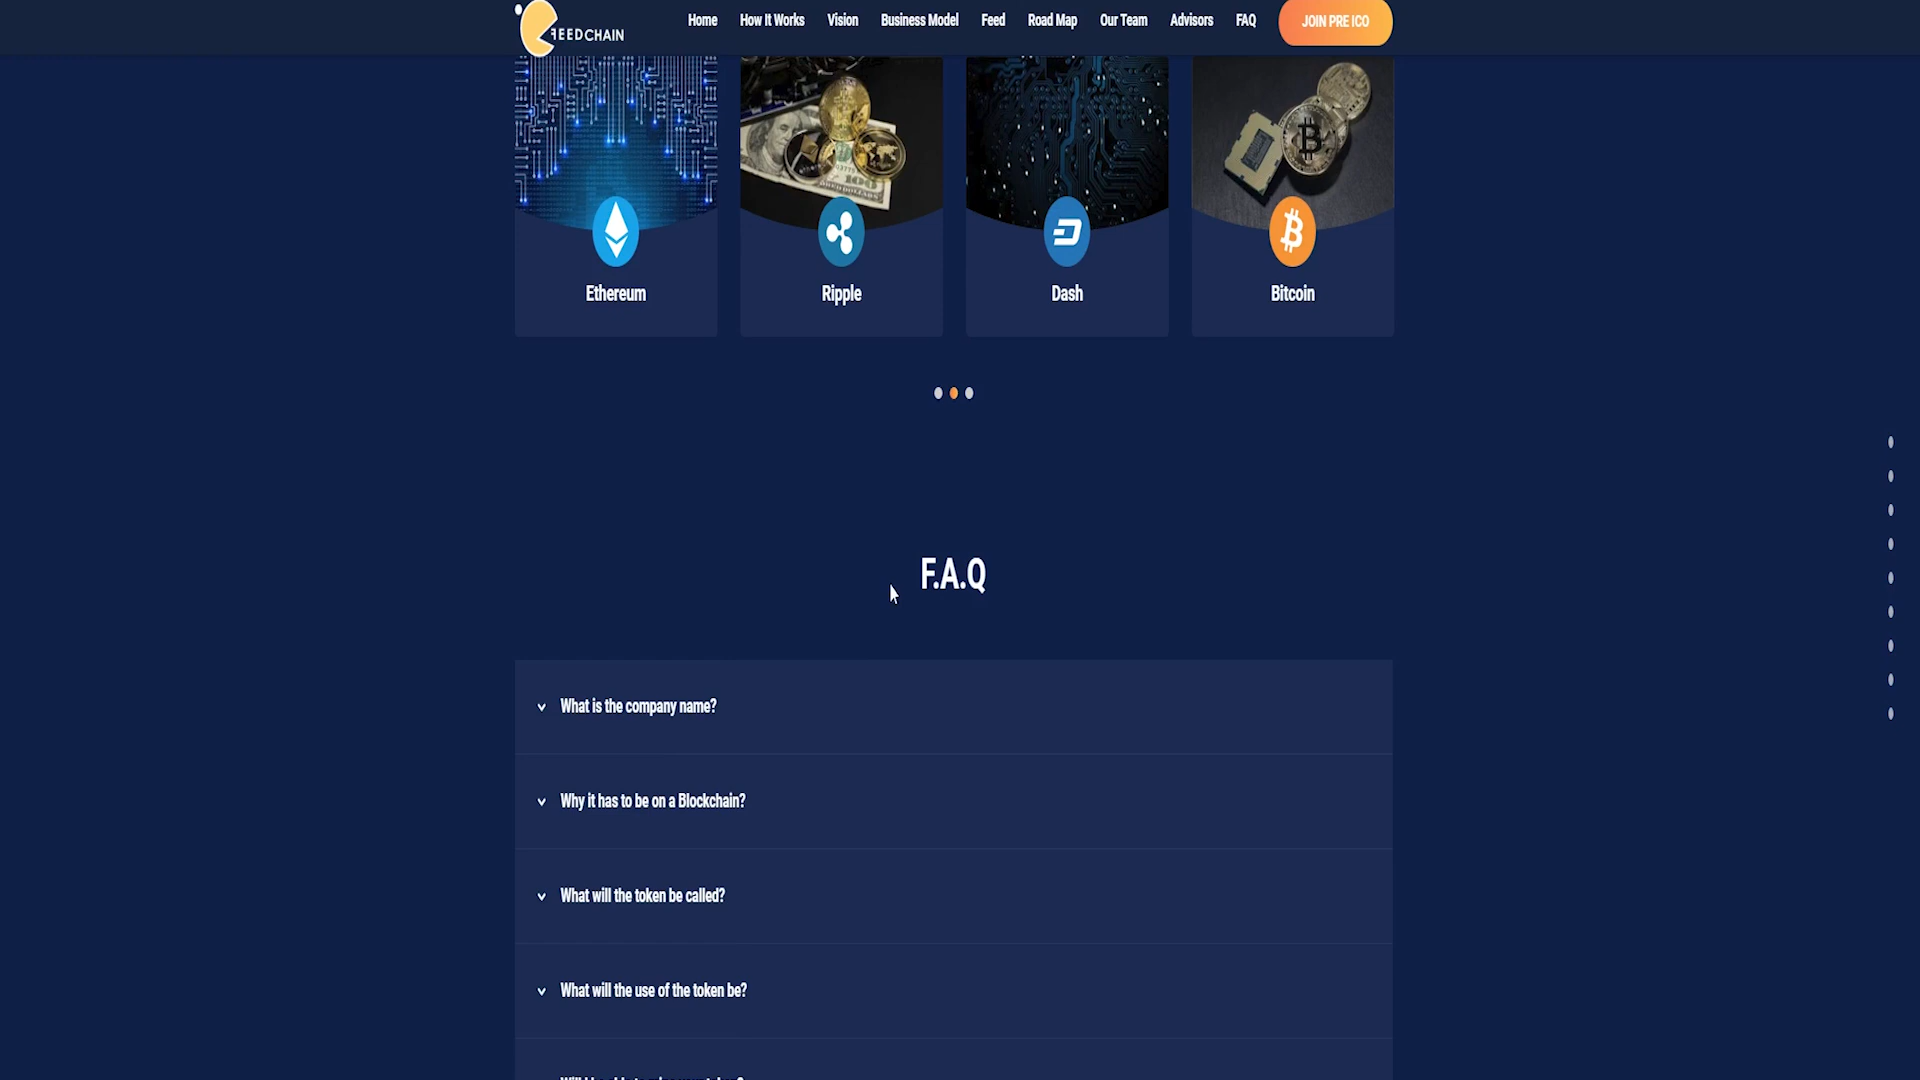 FEEDCHAIN
Home How It Works Vision Business Model Feed Road Map Our Team Advisors FAQ JOIN PRE ICO
Ethereum Ripple Dash Bitcoin
F.A.Q
What is the company name?
Why it has to be on a Blockchain?
What will the token be called?
What will the use of the token be?